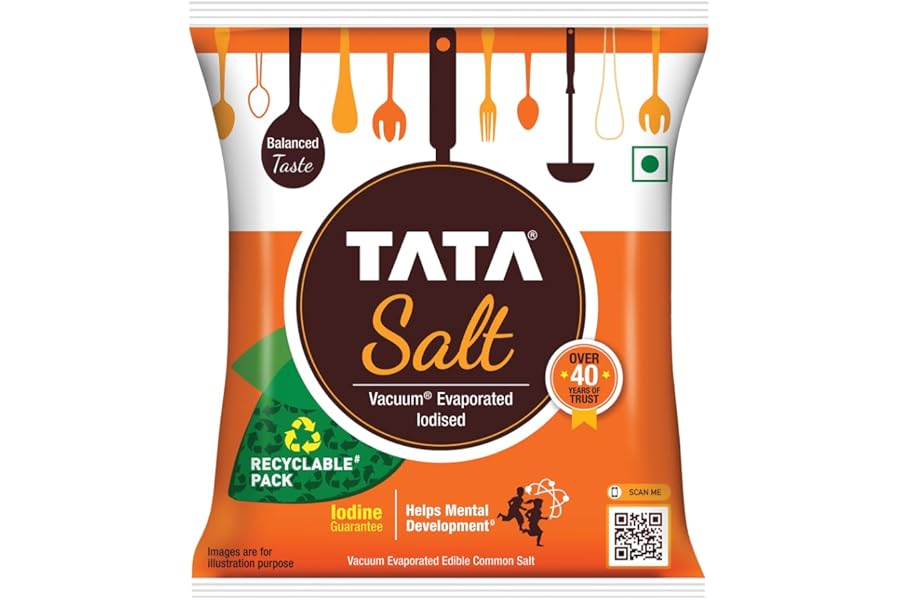 Balanced
Taste
TATA®
Salt
Vacuum® Evaporated
Iodised
OVER
40
YEARS OF
TRUST
RECYCLABLE#
PACK
Iodine
Guarantee
Helps Mental
Development
SCAN ME
Images are for
illustration purpose
Vacuum Evaporated Edible Common Salt